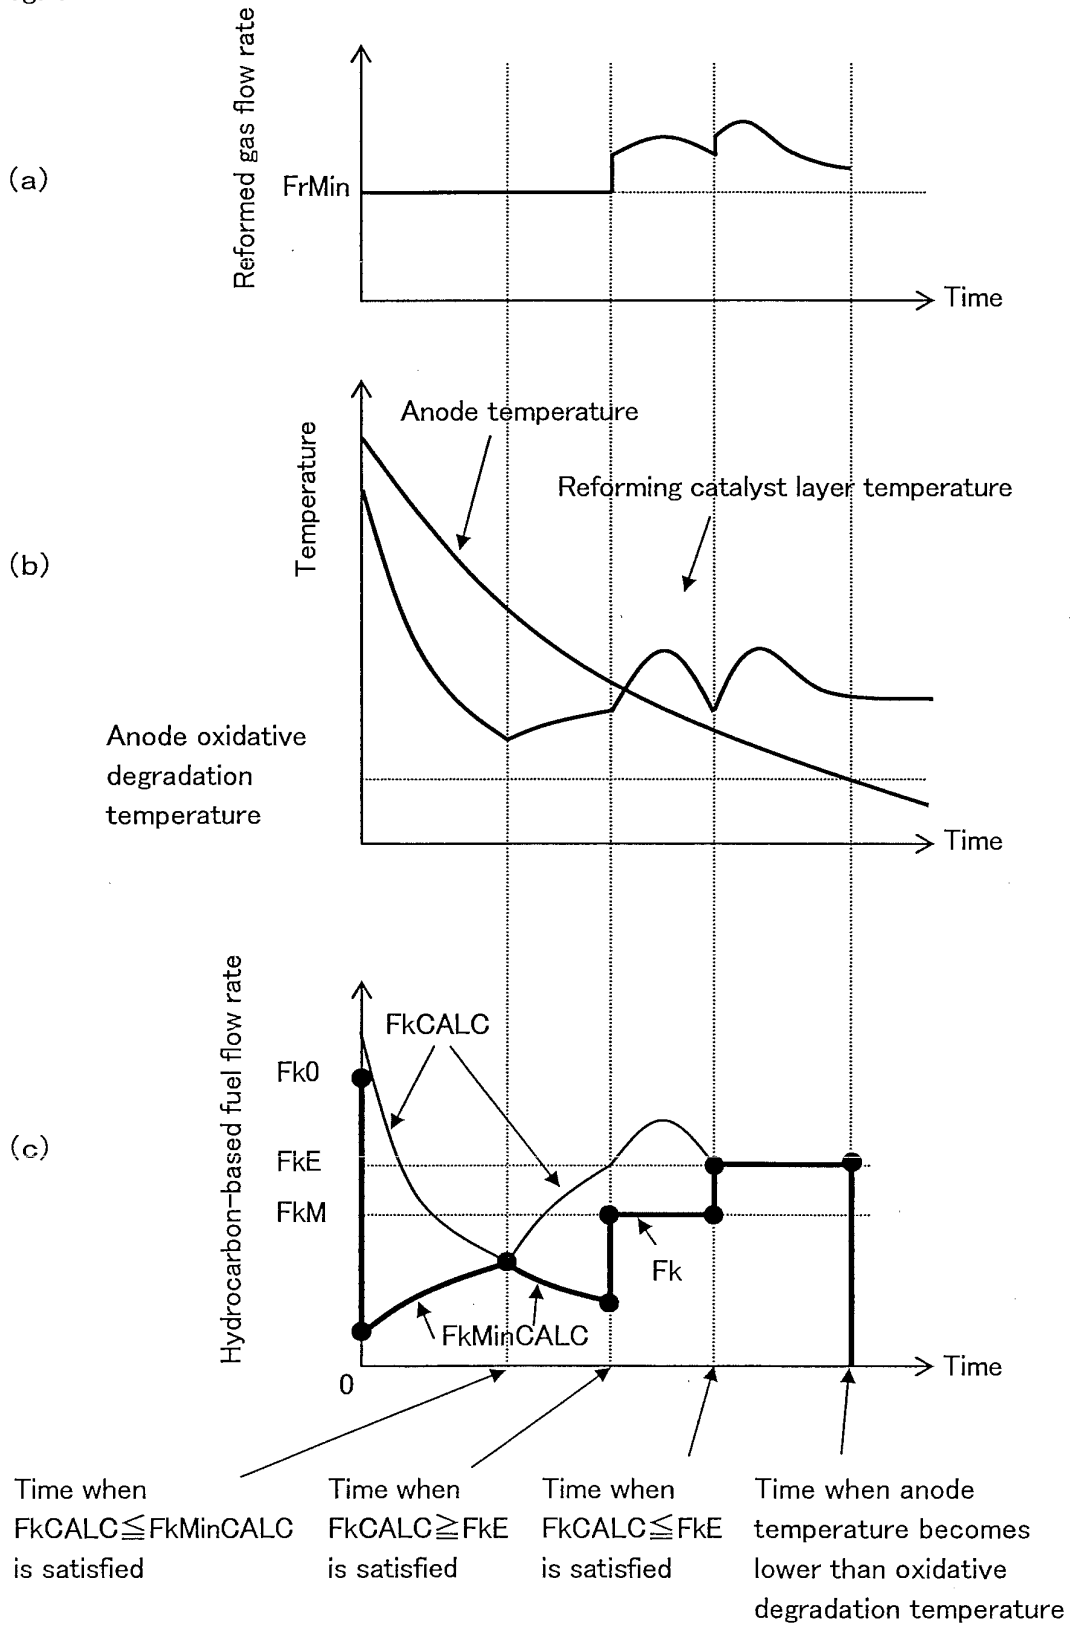 Reformed gas flow rate
(a)
FrMin
Time
Anode temperature
Temperature
Reforming catalyst layer temperature
(b)
Anode oxidative
degradation
temperature
Time
Hydrocarbon-based fuel flow rate
FkCALC
Fk0
(c)
FkE
FkM
Fk
FkMinCALC
Time
0
Time when
FkCALC≦FkMinCALC
is satisfied
Time when
FkCALC≧FkE
is satisfied
Time when
FkCALC≦FkE
is satisfied
Time when anode
temperature becomes
lower than oxidative
degradation temperature